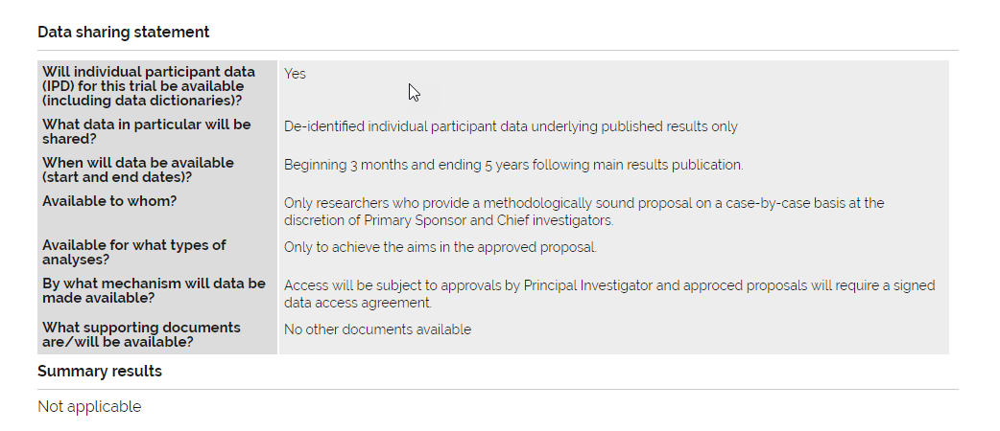 Data sharing statement
Will individual participant data
(IPD) for this trial be available
(including data dictionaries)?
Yes
What data in particular will be
shared?
De-identified individual participant data underlying published results only
When will data be available
(start and end dates)?
Beginning 3 months and ending 5 years following main results publication.
Available to whom?
Only researchers who provide a methodologically sound proposal on a case-by-case basis at the
discretion of Primary Sponsor and Chief investigators.
Available for what types of
analyses?
Only to achieve the aims in the approved proposal.
By what mechanism will data be
made available?
Access will be subject to approvals by Principal Investigator and approced proposals will require a signed
data access agreement.
What supporting documents
are/will be available?
No other documents available
Summary results
Not applicable